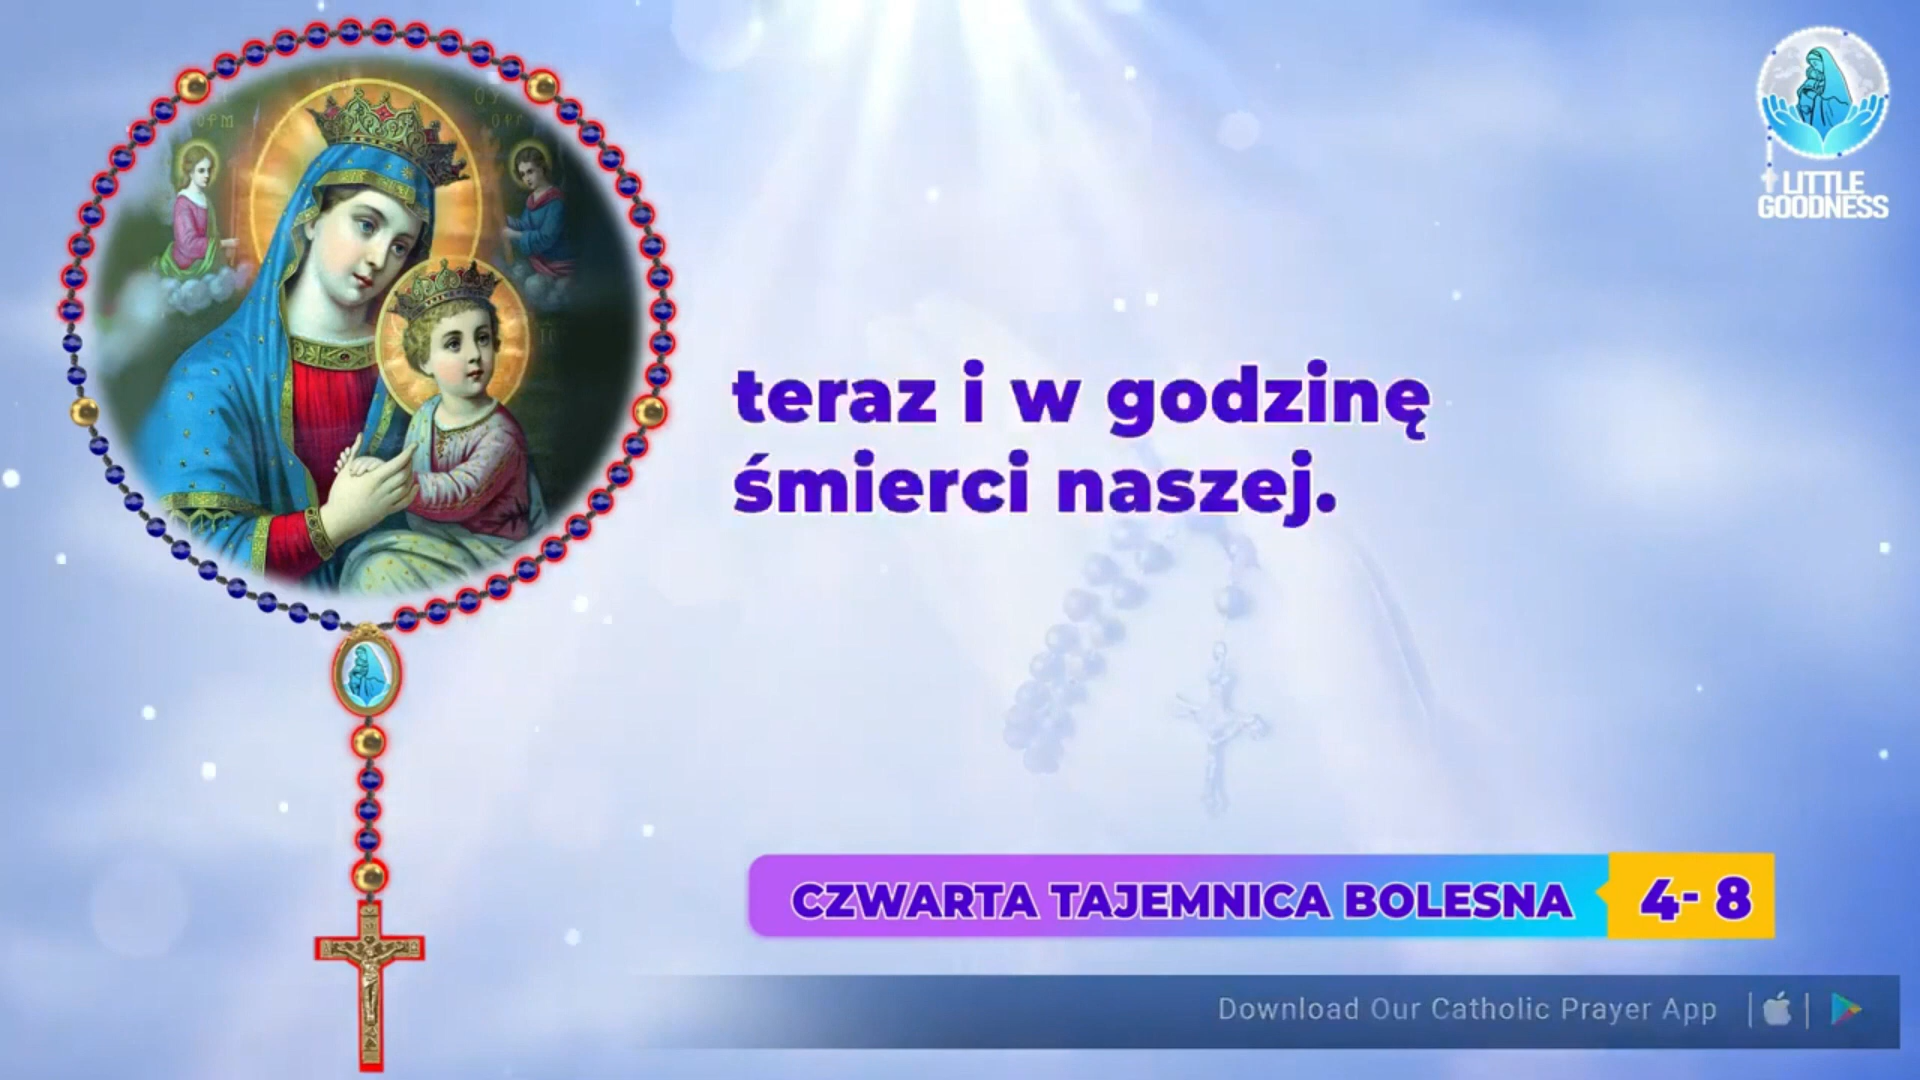 LITTLE
GOODNESS
teraz i w godzinę
śmierci naszej.
CZWARTA TAJEMNICA BOLESNA
4- 8
Download Our Catholic Prayer App